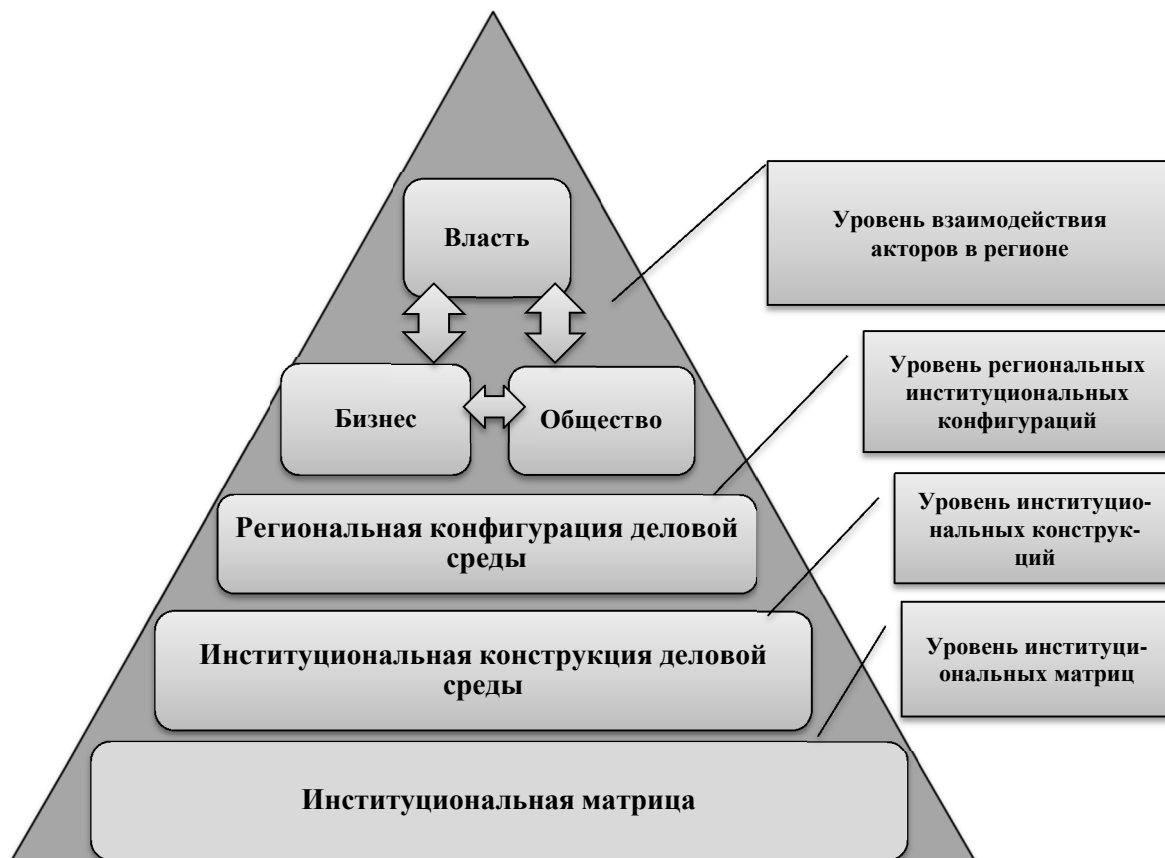 Власть
Уровень взаимодействия
акторов в регионе
Бизнес
Общество
Уровень региональных
институциональных
конфигураций
Региональная конфигурация деловой
среды
Уровень институцио-
нальных конструк-
ций
Институциональная конструкция деловой
среды
Уровень институци-
ональных матриц
Институциональная матрица